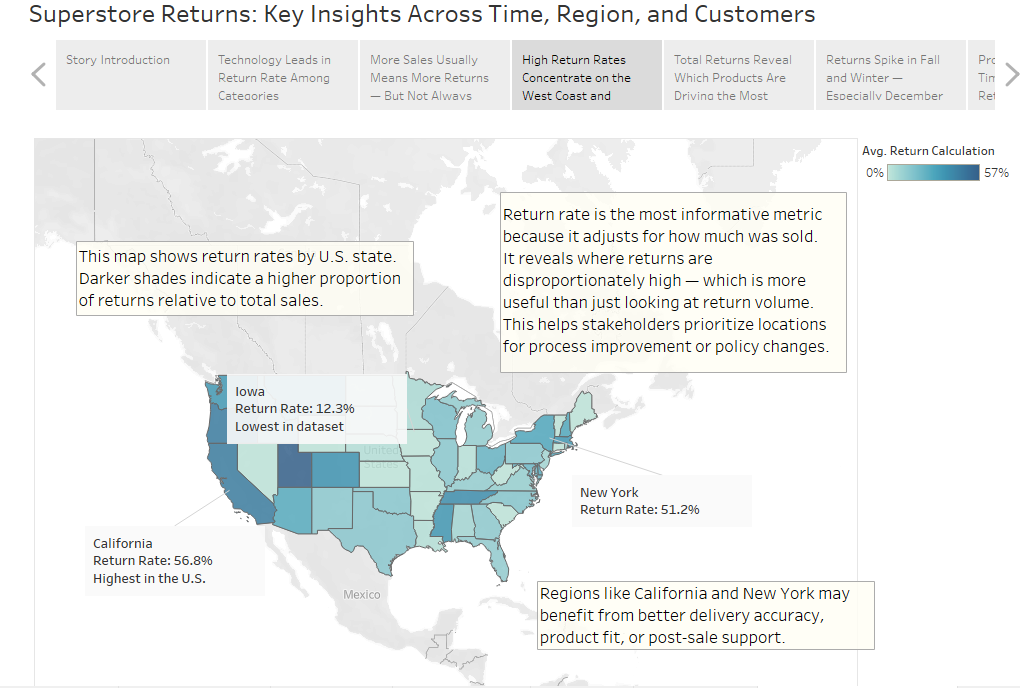 Superstore Returns: Key Insights Across Time, Region, and Customers
Story Introduction
Technology Leads in
Return Rate Among
Categories
More Sales Usually
Means More Returns
— But Not Always
High Return Rates
Concentrate on the
West Coast and
Total Returns Reveal
Which Products Are
Driving the Most
Returns Spike in Fall
and Winter —
Especially December
Avg. Return Calculation
0%
57%
Return rate is the most informative metric
because it adjusts for how much was sold.
It reveals where returns are
disproportionately high — which is more
useful than just looking at return volume.
This helps stakeholders prioritize locations
for process improvement or policy changes.
This map shows return rates by U.S. state.
Darker shades indicate a higher proportion
of returns relative to total sales.
Iowa
Return Rate: 12.3%
Lowest in dataset
United
States
New York
Return Rate: 51.2%
California
Return Rate: 56.8%
Highest in the U.S.
Mexico
Regions like California and New York may
benefit from better delivery accuracy,
product fit, or post-sale support.